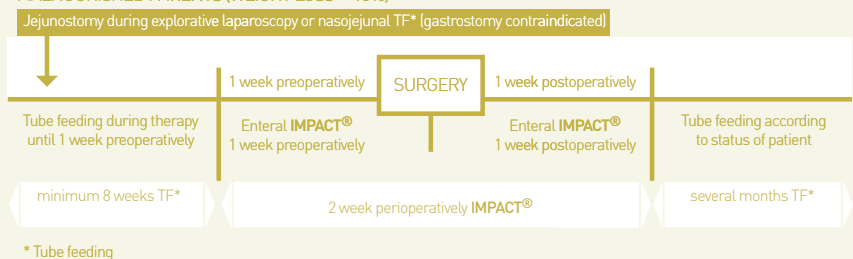 Jejunostomy during explorative laparoscopy or nasojejunal TF* (gastrostomy contraindicated)
1 week preoperatively
SURGERY
1 week postoperatively
Tube feeding during therapy
until 1 week preoperatively
Enteral IMPACT®
1 week preoperatively
Enteral IMPACT®
1 week postoperatively
Tube feeding according
to status of patient
minimum 8 weeks TF*
2 week perioperatively IMPACT®
several months TF*
* Tube feeding